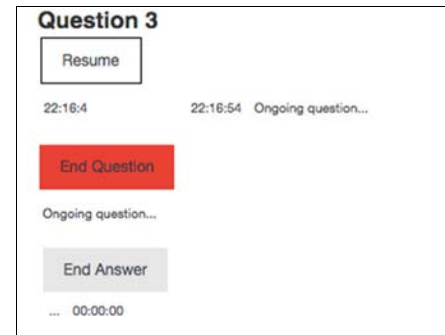 Question 3
Resume
22:16:4 22:16:54 Ongoing question...
End Question
Ongoing question...
End Answer
... 00:00:00